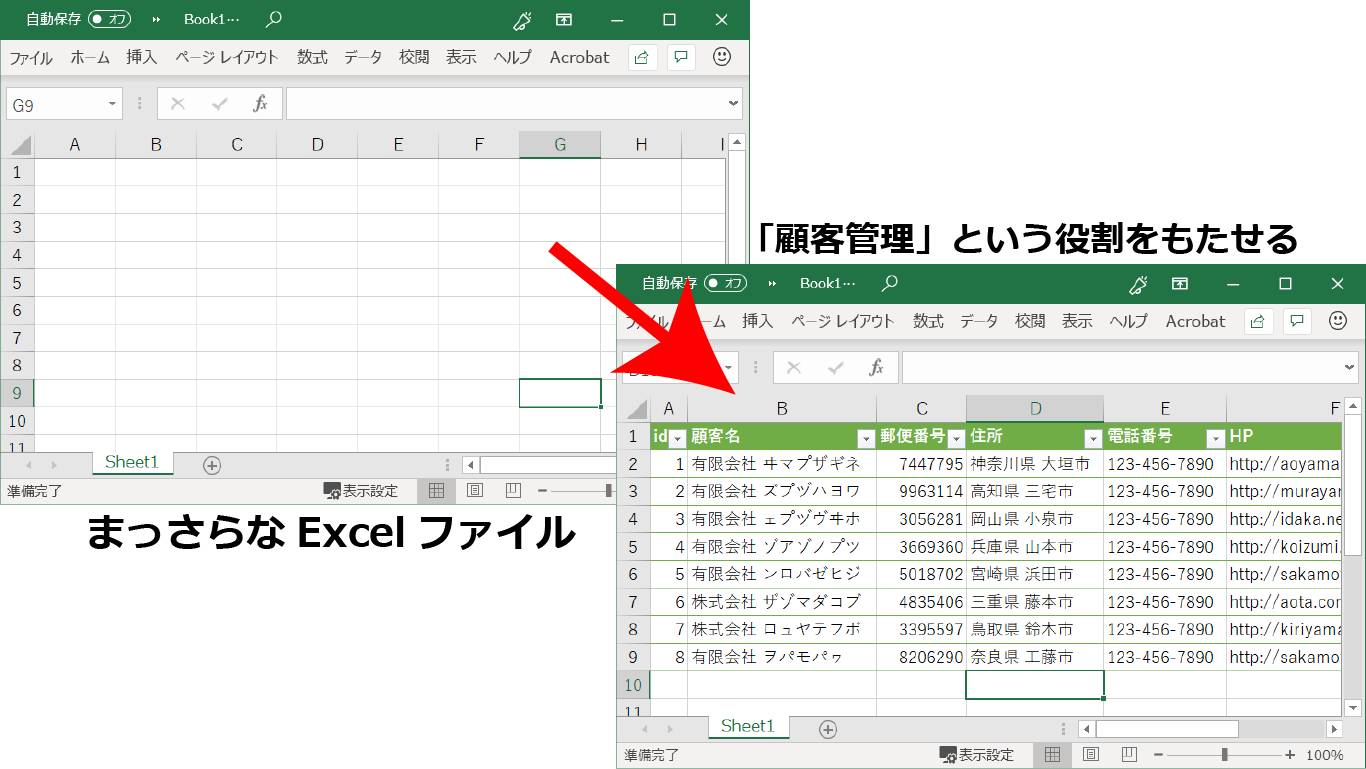 自動保存 オフ Book1…
ファイル ホーム 挿入 ページ レイアウト 数式 データ 校閲 表示 ヘルプ Acrobat
G9 fx
A B C D E F G H I
1
2
3
4
5
6
7
8
9
10
11
Sheet1
準備完了 表示設定
まっさらな Excel ファイル
「顧客管理」という役割をもたせる
自動保存 オフ Book1…
ファイル ホーム 挿入 ページ レイアウト 数式 データ 校閲 表示 ヘルプ Acrobat
fx
A B C D E F
1 id 顧客名 郵便番号 住所 電話番号 HP
2 1 有限会社 ヰマプザギネ 7447795 神奈川県 大垣市 123-456-7890 http://aoyama
3 2 有限会社 ズプヅハヨワ 9963114 高知県 三宅市 123-456-7890 http://murayar
4 3 有限会社 ェプヅヴヰホ 3056281 岡山県 小泉市 123-456-7890 http://idaka.ne
5 4 有限会社 ゾアゾノプツ 3669360 兵庫県 山本市 123-456-7890 http://koizumi.
6 5 有限会社 ンロバゼヒジ 5018702 宮崎県 浜田市 123-456-7890 http://sakamo
7 6 株式会社 ザゾマダコブ 4835406 三重県 藤本市 123-456-7890 http://aota.cor
8 7 株式会社 ロュヤテフボ 3395597 鳥取県 鈴木市 123-456-7890 http://kiriyama
9 8 有限会社 ヲパモパヮ 8206290 奈良県 工藤市 123-456-7890 http://sakamo
10
11
Sheet1
準備完了 表示設定 100%